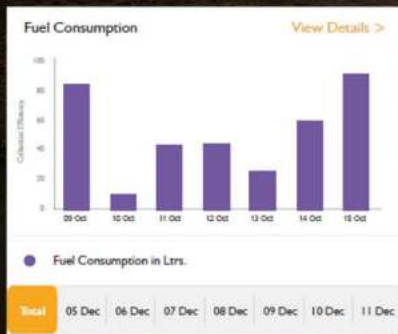 Fuel Consumption View Details >
100
80
60
40
20
0
Collection Efficiency
09 Oct 10 Oct 11 Oct 12 Oct 13 Oct 14 Oct 15 Oct
Fuel Consumption in Ltrs.
Total 05 Dec 06 Dec 07 Dec 08 Dec 09 Dec 10 Dec 11 Dec